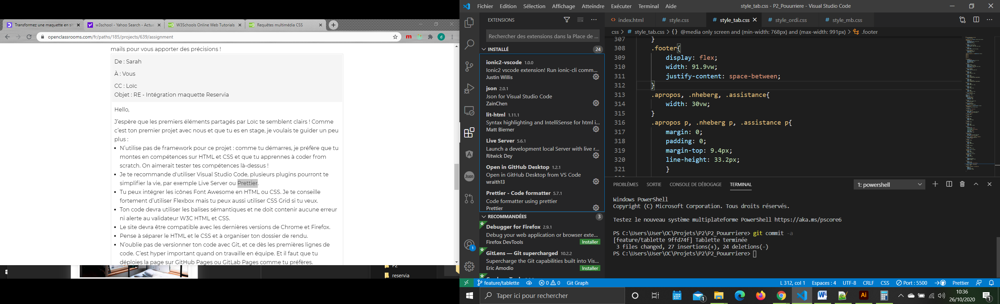 Transformez une maquette en sit
w3school - Yahoo Search - Actua
W3Schools Online Web Tutorials
Requêtes multimédia CSS
openclassrooms.com/fr/paths/185/projects/639/assignment
mails pour vous apporter des précisions !
De : Sarah
À : Vous
CC : Loïc
Objet : RE - Intégration maquette Reservia
Hello,
J'espère que les premiers éléments partagés par Loïc te semblent clairs ! Comme
c'est ton premier projet avec nous et que tu es en stage, je voulais te guider un peu
plus :
• N'utilise pas de framework pour ce projet : comme tu démarres, je préfère que tu
montes en compétences sur HTML et CSS et que tu apprennes à coder from
scratch. On aimerait tester tes compétences là-dessus !
• Je te recommande d'utiliser Visual Studio Code, plusieurs plugins pourront te
simplifier la vie, par exemple Live Server ou Prettier.
• Tu peux intégrer les icônes Font Awesome en HTML ou CSS. Je te conseille
fortement d'utiliser Flexbox mais tu peux aussi utiliser CSS Grid si tu veux.
• Ton code devra utiliser les balises sémantiques et ne doit contenir aucune erreur
ni alerte au validateur W3C HTML et CSS.
• Le site devra être compatible avec les dernières versions de Chrome et Firefox.
• Pense à séparer le HTML et le CSS et à organiser ton dossier de rendu.
• N'oublie pas de versionner ton code avec Git, et ce dès les premières lignes de
code. C'est hyper important quand on travaille en équipe. Et il faut que tu
déploies la page sur GitHub Pages ou GitLab Pages comme tu préfères.
P2
reservia
Fichier Edition Sélection Affichage Atteindre Exécuter Terminal Aide
style_tab.css - P2_Pouurriere - Visual Studio Code
EXTENSIONS
Rechercher des extensions dans la Place de ...
INSTALLÉ 24
ionic2-vscode 1.0.0
Ionic2 vscode extension! Run ionic-cli comm...
Justin Willis
json 2.0.1
Json for Visual Studio Code
ZainChen
lit-html 1.11.1
Syntax highlighting and IntelliSense for html i...
Matt Bierner
Live Server 5.6.1
Launch a development local Server with live r...
Ritwick Dey
Open in GitHub Desktop 1.2.1
Open in GitHub Desktop from VS Code
wraith13
Prettier - Code formatter 5.7.1
Code formatter using prettier
Prettier
RECOMMANDÉES 3
Debugger for Firefox 2.9.1
Debug your web application or browser exte...
Firefox DevTools Installer
GitLens — Git supercharged 10.2.2
Supercharge the Git capabilities built into Vis...
Eric Amodio Installer
index.html # style.css # style_tab.css # style_ordi.css # style_mb.css
css > # style_tab.css > {} @media only screen and (min-width: 768px) and (max-width: 991px) > .footer
307 }
308 .footer{
309 display: flex;
310 width: 91.9vw;
311 justify-content: space-between;
312 }
313 .apropos, .nheberg, .assistance{
314 width: 30vw;
315 }
316 .apropos p, .nheberg p, .assistance p{
317 margin: 0;
318 padding: 0;
319 margin-top: 9.4px;
320 line-height: 33.2px;
321 }
PROBLÈMES SORTIE CONSOLE DE DÉBOGAGE TERMINAL
1: powershell
Windows PowerShell
Copyright (C) Microsoft Corporation. Tous droits réservés.
Testez le nouveau système multiplateforme PowerShell https://aka.ms/pscore6
PS C:\Users\User\OC\Projets\P2\P2_Pouurriere> git commit -a
[feature/tablette 9ffd74f] Tablette terminée
3 files changed, 27 insertions(+), 24 deletions(-)
PS C:\Users\User\OC\Projets\P2\P2_Pouurriere>
feature/tablette 0 0 Git Graph
L 312, col 1 Espaces : 4 UTF-8 CRLF CSS Port : 5500 Prettier
Taper ici pour rechercher
10:36
26/10/2020